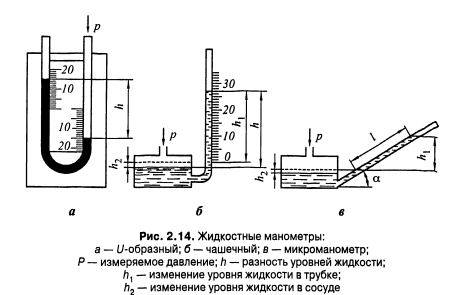 p
20
10
10
20
h
а
p
30
20
10
0
h₁
h
h₂
б
p
l
h₁
h₂
α
в
Рис. 2.14. Жидкостные манометры:
а — U-образный; б — чашечный; в — микроманометр;
P — измеряемое давление; h — разность уровней жидкости;
h₁ — изменение уровня жидкости в трубке;
h₂ — изменение уровня жидкости в сосуде